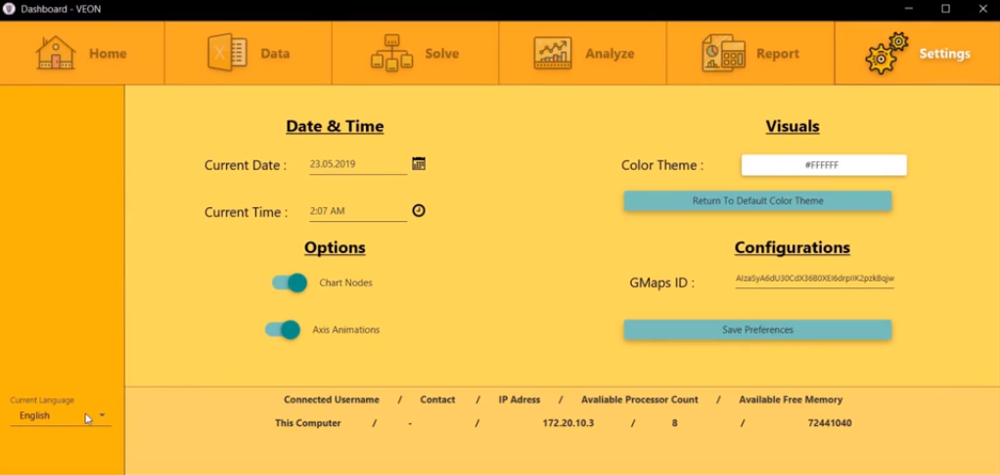 Dashboard - VEON
Home
Data
Solve
Analyze
Report
Settings
Date & Time
Current Date :
23.05.2019
Current Time :
2:07 AM
Options
Chart Nodes
Axis Animations
Visuals
Color Theme :
#FFFFFF
Return To Default Color Theme
Configurations
GMaps ID :
Save Preferences
Current Language
English
Connected Username / Contact / IP Adress / Avaliable Processor Count / Available Free Memory
This Computer / - / 172.20.10.3 / 8 / 72441040